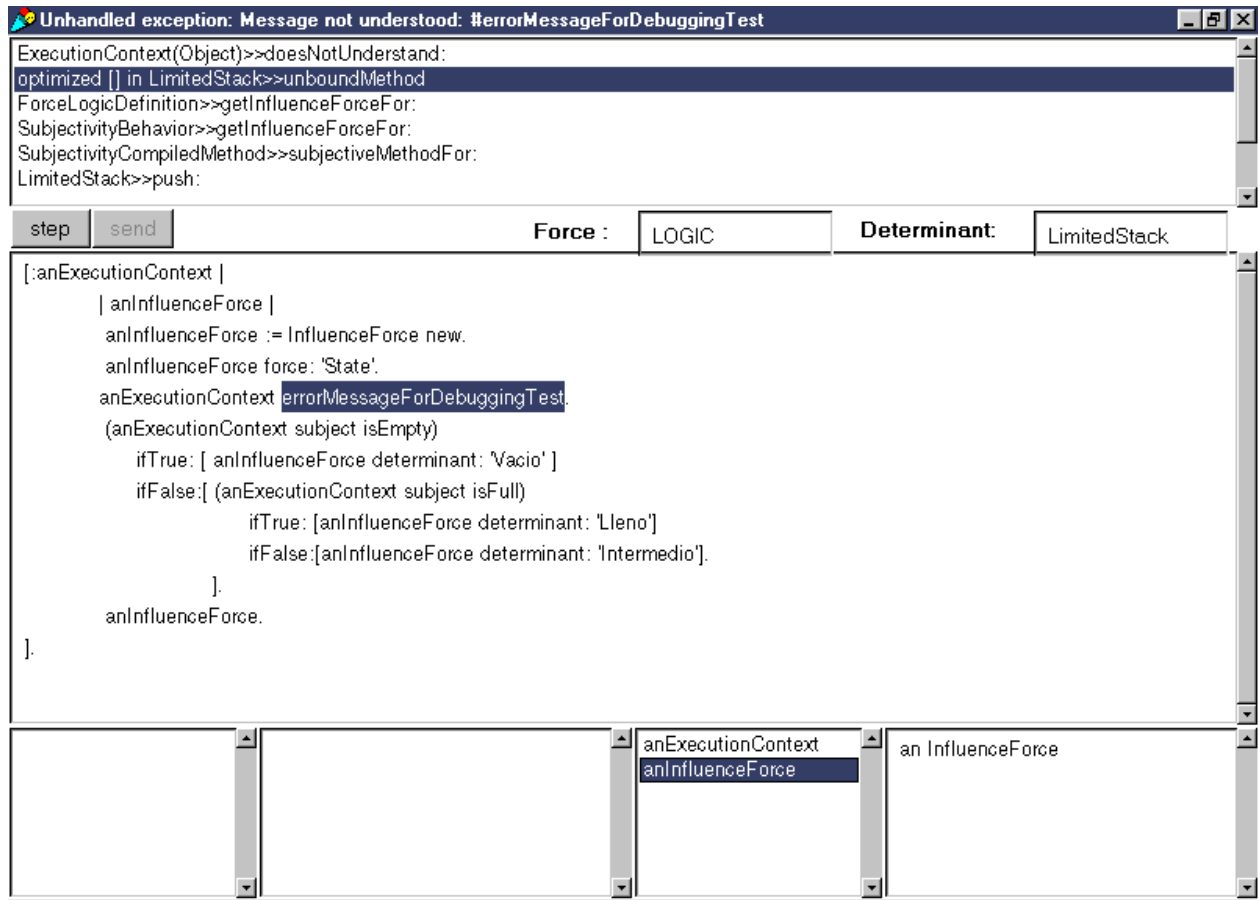 Unhandled exception: Message not understood: #errorMessageForDebuggingTest
ExecutionContext(Object)>>doesNotUnderstand:
optimized [] in LimitedStack>>unboundMethod
ForceLogicDefinition>>getInfluenceForceFor:
SubjectivityBehavior>>getInfluenceForceFor:
SubjectivityCompiledMethod>>subjectiveMethodFor:
LimitedStack>>push:
step send Force : LOGIC Determinant: LimitedStack
[:anExecutionContext |
| anInfluenceForce |
anInfluenceForce := InfluenceForce new.
anInfluenceForce force: 'State'.
anExecutionContext errorMessageForDebuggingTest.
(anExecutionContext subject isEmpty)
ifTrue: [ anInfluenceForce determinant: 'Vacio' ]
ifFalse:[ (anExecutionContext subject isFull)
ifTrue: [anInfluenceForce determinant: 'Lleno']
ifFalse:[anInfluenceForce determinant: 'Intermedio'].
].
anInfluenceForce.
].
anExecutionContext
anInfluenceForce
an InfluenceForce